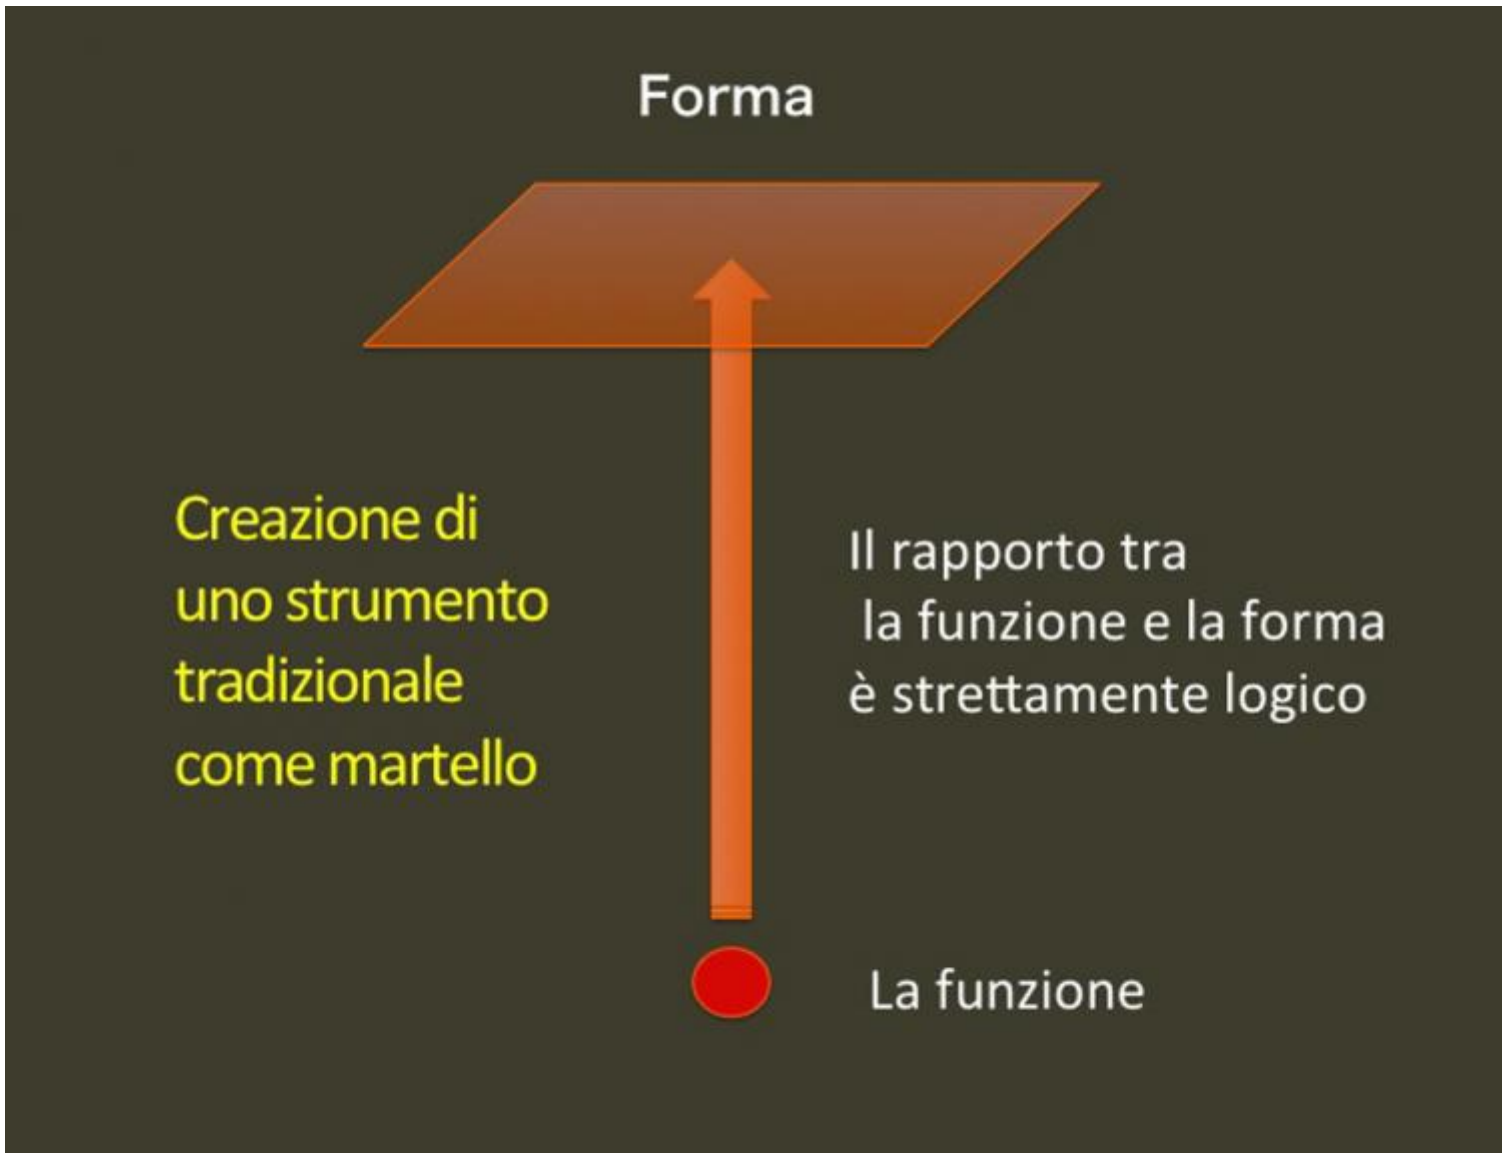 Forma
Creazione di
uno strumento
tradizionale
come martello
Il rapporto tra
la funzione e la forma
è strettamente logico
La funzione